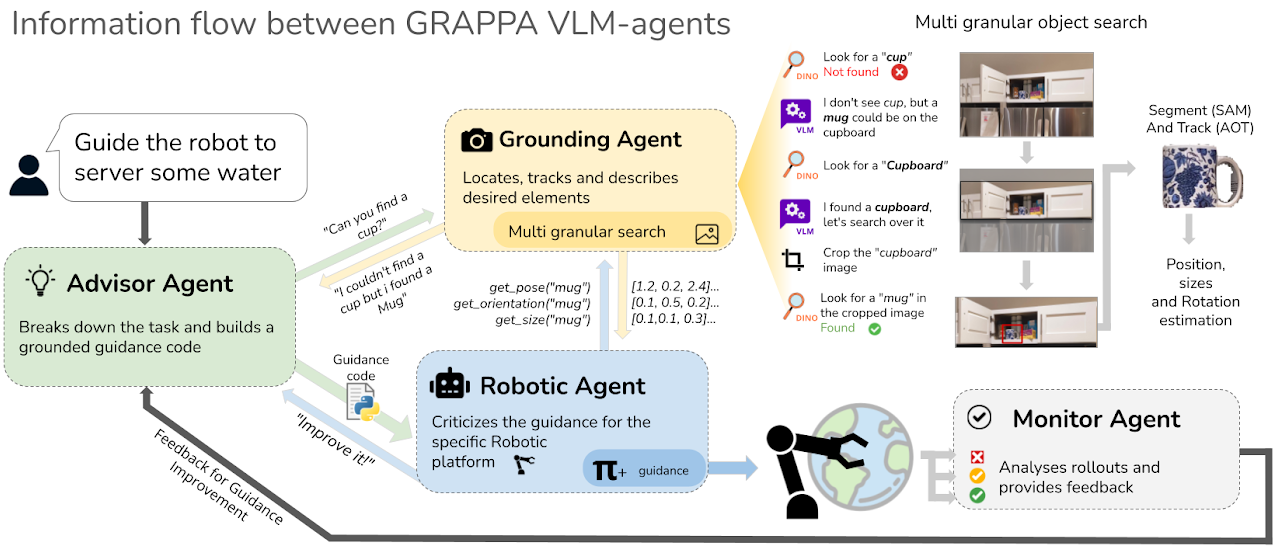 Information flow between GRAPPA VLM-agents
Multi granular object search
Guide the robot to
server some water
Advisor Agent
Breaks down the task and builds a
grounded guidance code
"Can you find a
cup?"
"I couldn't find a
cup but i found a
Mug"
Grounding Agent
Locates, tracks and describes
desired elements
Multi granular search
get_pose("mug")
get_orientation("mug")
get_size("mug")
[1.2, 0.2, 2.4]...
[0.1, 0.5, 0.2]...
[0.1,0.1, 0.3]...
Guidance
code
"Improve it!"
Robotic Agent
Criticizes the guidance for the
specific Robotic
platform
π+ guidance
Feedback for Guidance
Improvement
DINO
Look for a "cup"
Not found
VLM
I don't see cup, but a
mug could be on the
cupboard
DINO
Look for a "Cupboard"
VLM
I found a cupboard,
let's search over it
Crop the "cupboard"
image
DINO
Look for a "mug" in
the cropped image
Found
Segment (SAM)
And Track (AOT)
Position,
sizes
and Rotation
estimation
Monitor Agent
Analyses rollouts and
provides feedback